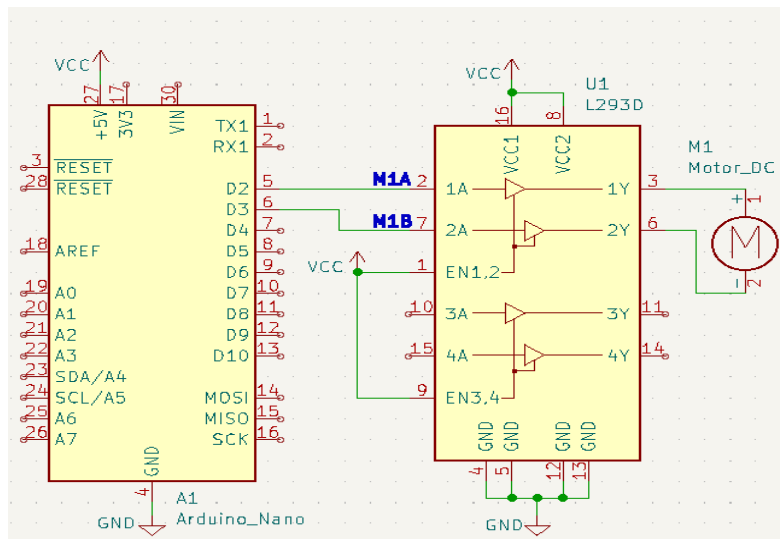 VCC
27
17
30
+5V
3V3
VIN
TX1 1
RX1 2
3 RESET
28 RESET
D2 5
D3 6
D4 7
18 AREF
D5 8
D6 9
19 A0
D7 10
20 A1
D8 11
21 A2
D9 12
22 A3
D10 13
23 SDA/A4
24 SCL/A5
MOSI 14
25 A6
MISO 15
26 A7
SCK 16
GND
4
A1
Arduino_Nano
GND
M1A
M1B
VCC
VCC
U1
L293D
16
8
VCC1
VCC2
2 1A
1Y 3
7 2A
2Y 6
1 EN1,2
10 3A
3Y 11
15 4A
4Y 14
9 EN3,4
GND
GND
GND
GND
4
5
12
13
GND
M1
Motor_DC
+
1
M
-
2